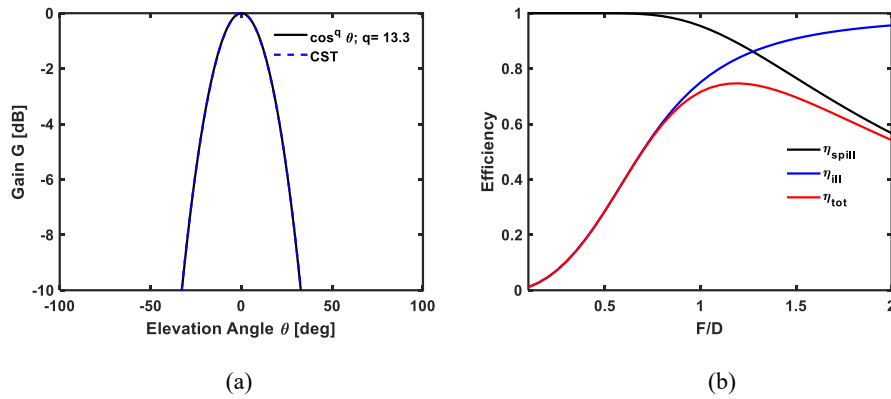 0
-2
-4
-6
-8
-10
Gain G [dB]
cos^q θ; q= 13.3
CST
-100
-50
0
50
100
Elevation Angle θ [deg]
(a)
1
0.8
0.6
0.4
0.2
0
Efficiency
η_spill
η_ill
η_tot
0.5
1
1.5
2
F/D
(b)